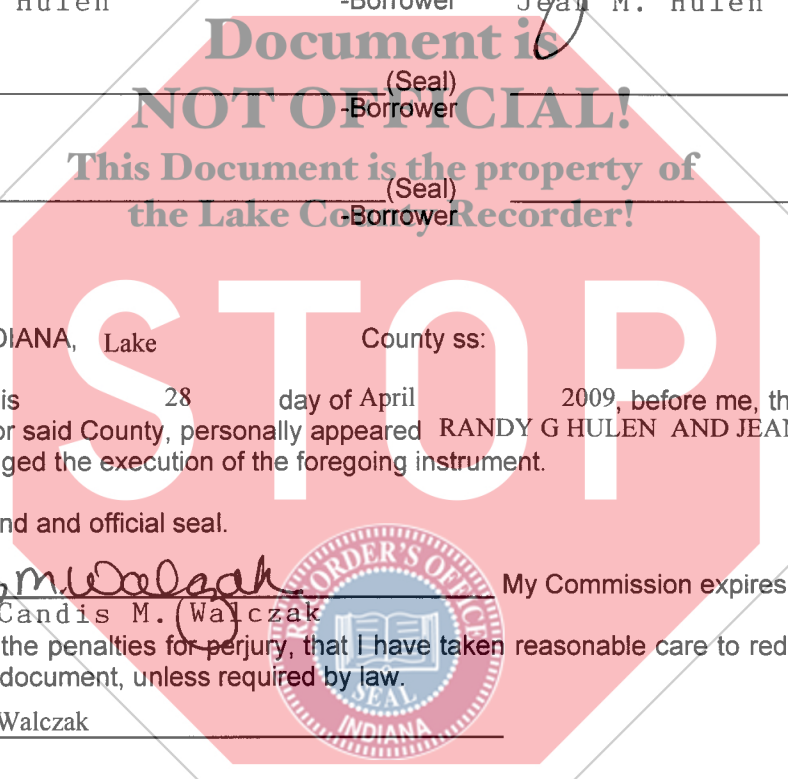 Hulen -Borrower Jean M. Hulen
Document is
(Seal)
NOT OFFICIAL!
-Borrower
This Document is the property of
(Seal)
the Lake County Recorder!
-Borrower
STOP
DIANA, Lake County ss:
is 28 day of April 2009, before me, th
or said County, personally appeared RANDY G HULEN AND JEAN
ged the execution of the foregoing instrument.
nd and official seal.
M Walczak My Commission expires
Candis M. Walczak
the penalties for perjury, that I have taken reasonable care to red
document, unless required by law.
Walczak
RECORDER'S OFFICE
SEAL
INDIANA